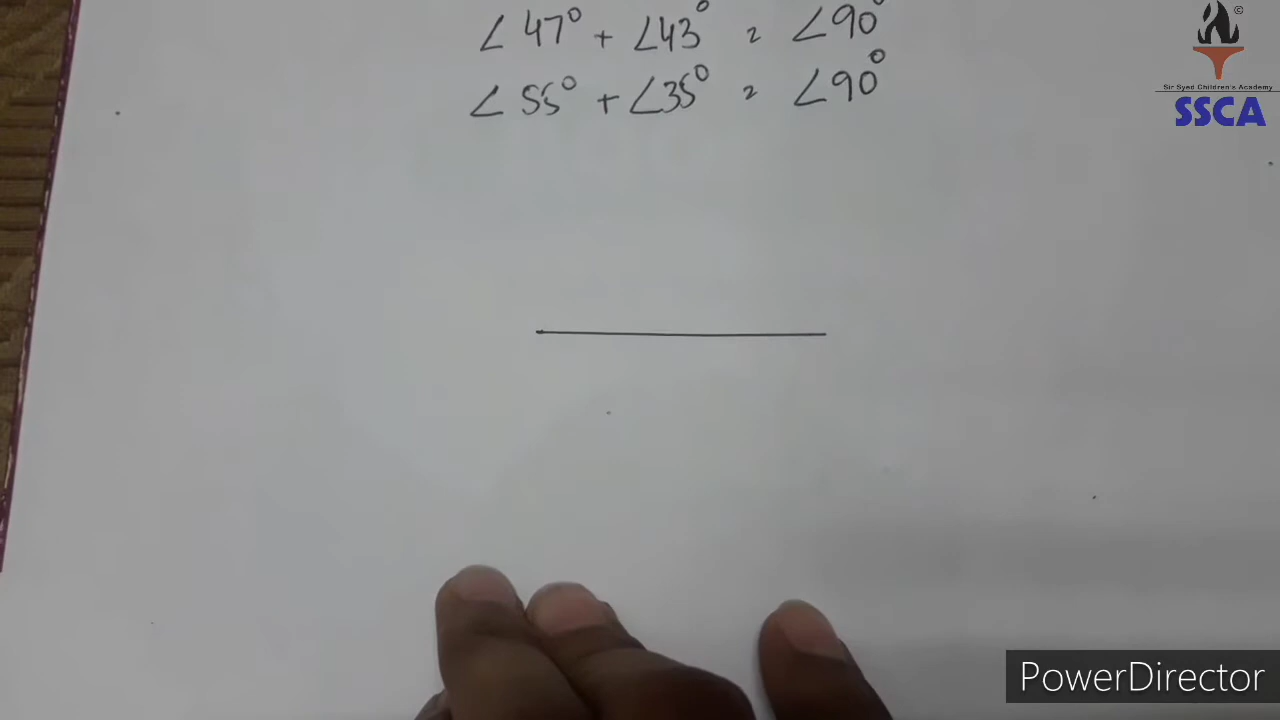 ∠47° + ∠43° = ∠90°
∠55° + ∠35° = ∠90°
©
Sir Syed Children's Academy
SSCA
PowerDirector